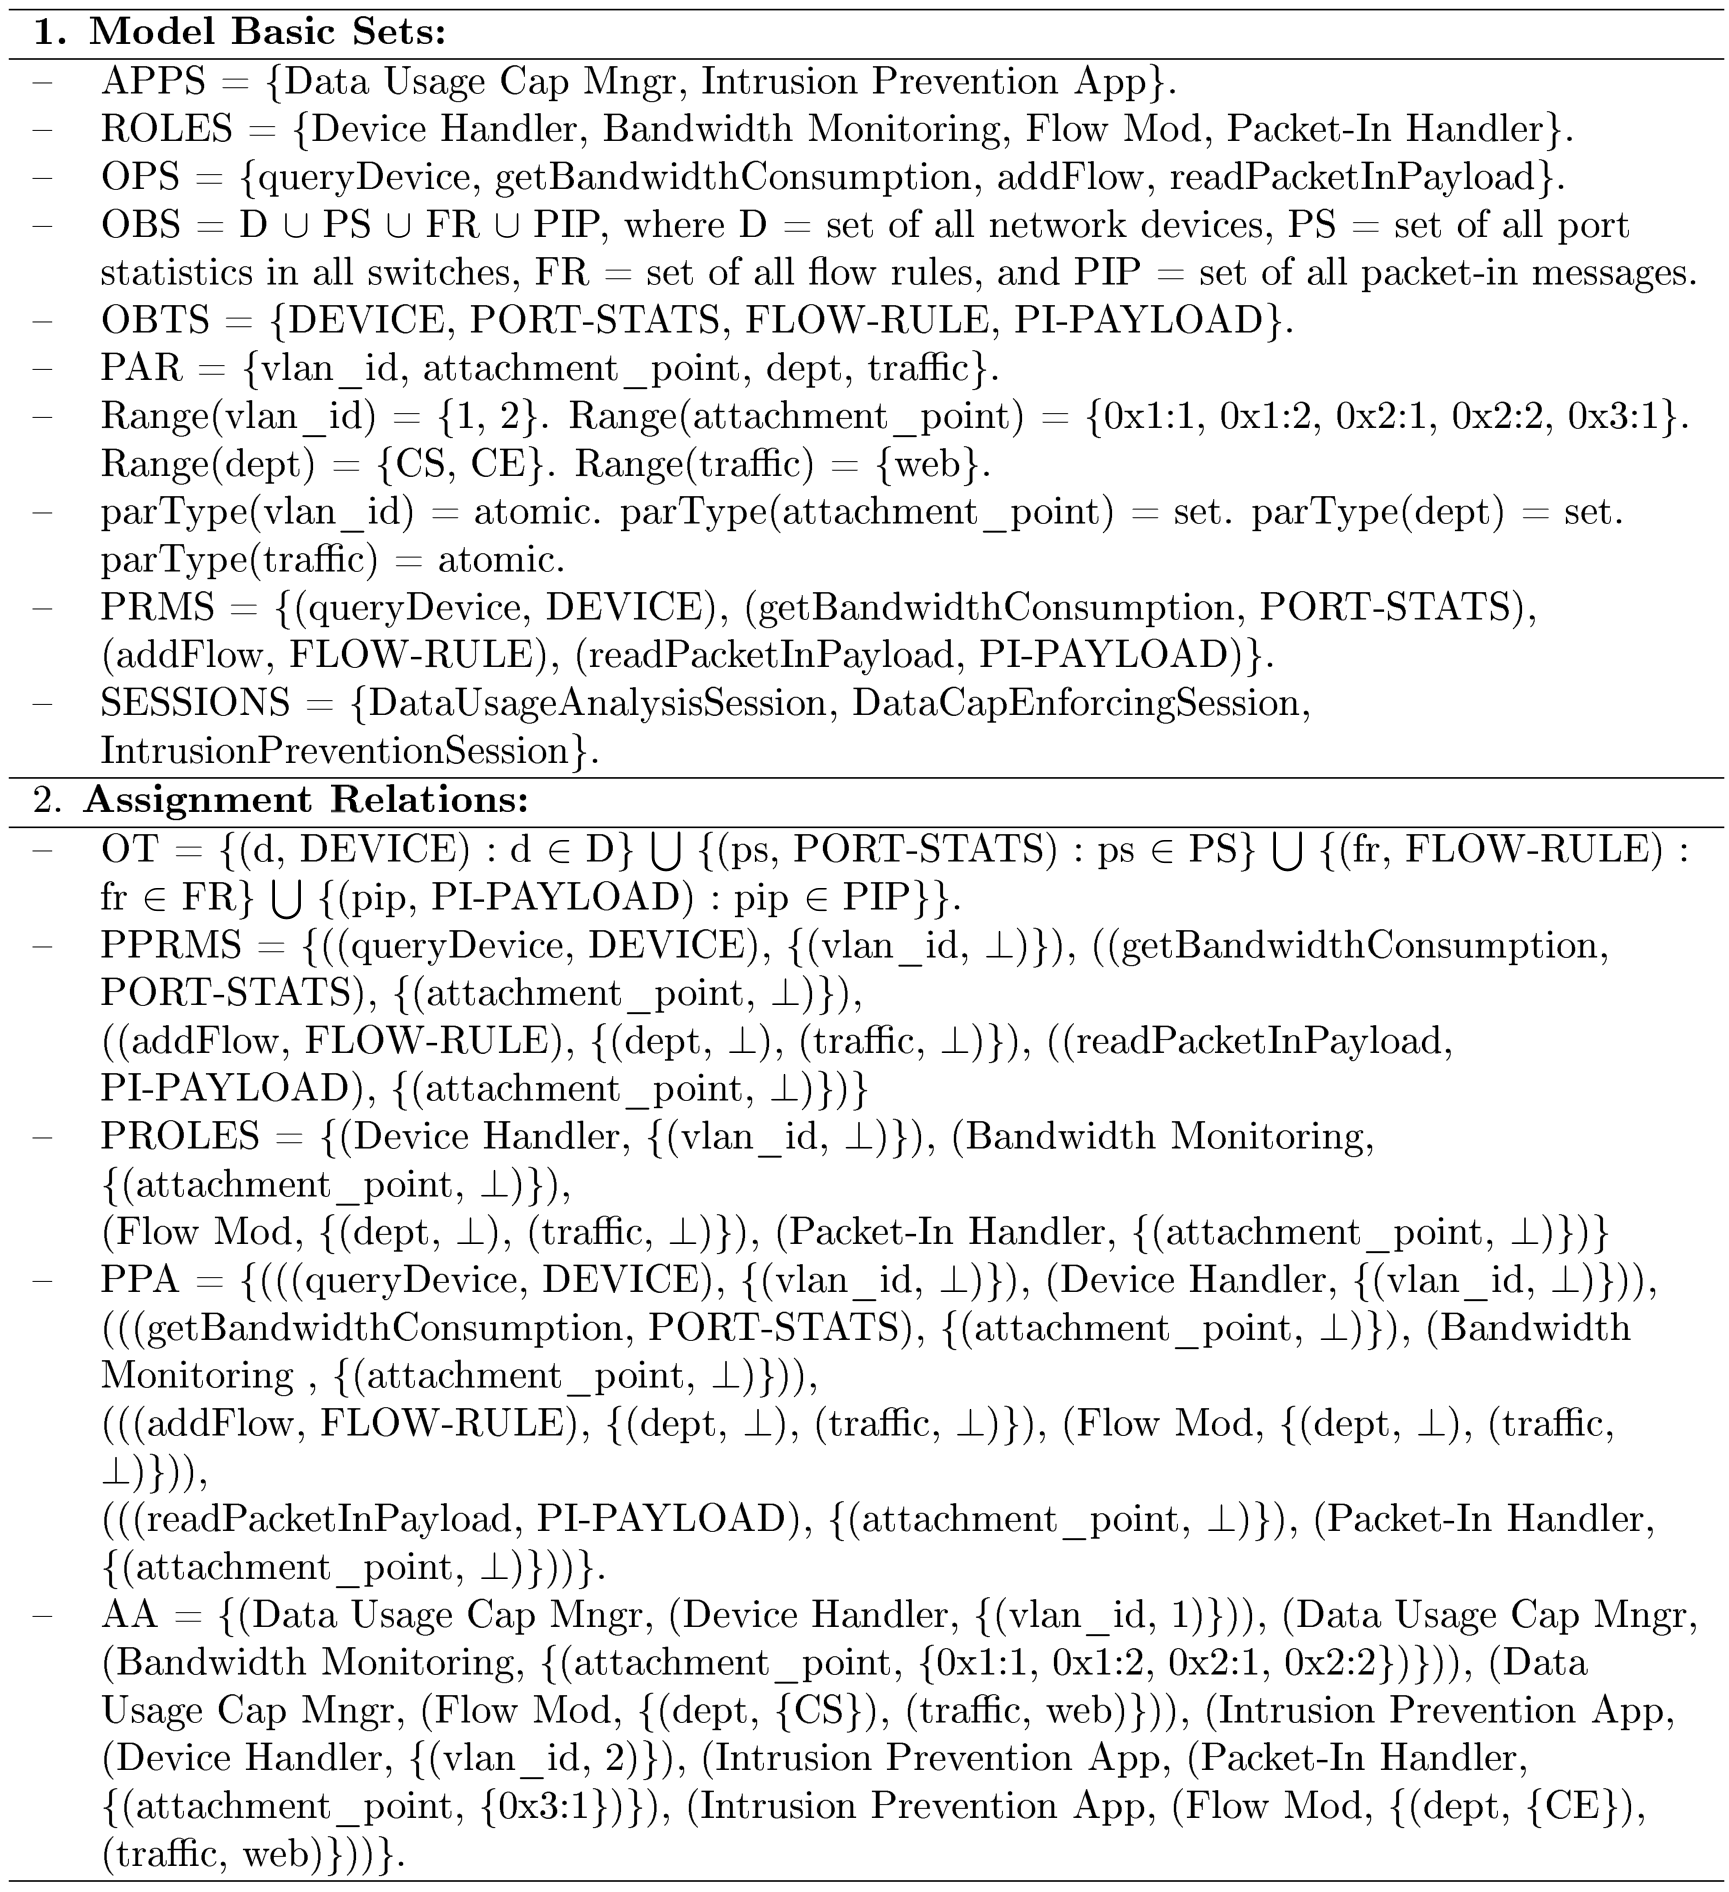 1. Model Basic Sets:
– APPS = {Data Usage Cap Mngr, Intrusion Prevention App}.
– ROLES = {Device Handler, Bandwidth Monitoring, Flow Mod, Packet-In Handler}.
– OPS = {queryDevice, getBandwidthConsumption, addFlow, readPacketInPayload}.
– OBS = D ∪ PS ∪ FR ∪ PIP, where D = set of all network devices, PS = set of all port
statistics in all switches, FR = set of all flow rules, and PIP = set of all packet-in messages.
– OBTS = {DEVICE, PORT-STATS, FLOW-RULE, PI-PAYLOAD}.
– PAR = {vlan_id, attachment_point, dept, traffic}.
– Range(vlan_id) = {1, 2}. Range(attachment_point) = {0x1:1, 0x1:2, 0x2:1, 0x2:2, 0x3:1}.
Range(dept) = {CS, CE}. Range(traffic) = {web}.
– parType(vlan_id) = atomic. parType(attachment_point) = set. parType(dept) = set.
parType(traffic) = atomic.
– PRMS = {(queryDevice, DEVICE), (getBandwidthConsumption, PORT-STATS),
(addFlow, FLOW-RULE), (readPacketInPayload, PI-PAYLOAD)}.
– SESSIONS = {DataUsageAnalysisSession, DataCapEnforcingSession,
IntrusionPreventionSession}.
2. Assignment Relations:
– OT = {(d, DEVICE) : d ∈ D} ⋃ {(ps, PORT-STATS) : ps ∈ PS} ⋃ {(fr, FLOW-RULE) :
fr ∈ FR} ⋃ {(pip, PI-PAYLOAD) : pip ∈ PIP}}.
– PPRMS = {((queryDevice, DEVICE), {(vlan_id, ⊥)}), ((getBandwidthConsumption,
PORT-STATS), {(attachment_point, ⊥)}),
((addFlow, FLOW-RULE), {(dept, ⊥), (traffic, ⊥)}), ((readPacketInPayload,
PI-PAYLOAD), {(attachment_point, ⊥)})}
– PROLES = {(Device Handler, {(vlan_id, ⊥)}), (Bandwidth Monitoring,
{(attachment_point, ⊥)}),
(Flow Mod, {(dept, ⊥), (traffic, ⊥)}), (Packet-In Handler, {(attachment_point, ⊥)})}
– PPA = {(((queryDevice, DEVICE), {(vlan_id, ⊥)}), (Device Handler, {(vlan_id, ⊥)})),
(((getBandwidthConsumption, PORT-STATS), {(attachment_point, ⊥)}), (Bandwidth
Monitoring , {(attachment_point, ⊥)})),
(((addFlow, FLOW-RULE), {(dept, ⊥), (traffic, ⊥)}), (Flow Mod, {(dept, ⊥), (traffic,
⊥)})),
(((readPacketInPayload, PI-PAYLOAD), {(attachment_point, ⊥)}), (Packet-In Handler,
{(attachment_point, ⊥)}))}.
– AA = {(Data Usage Cap Mngr, (Device Handler, {(vlan_id, 1)})), (Data Usage Cap Mngr,
(Bandwidth Monitoring, {(attachment_point, {0x1:1, 0x1:2, 0x2:1, 0x2:2})})), (Data
Usage Cap Mngr, (Flow Mod, {(dept, {CS}), (traffic, web)})), (Intrusion Prevention App,
(Device Handler, {(vlan_id, 2)}), (Intrusion Prevention App, (Packet-In Handler,
{(attachment_point, {0x3:1})}), (Intrusion Prevention App, (Flow Mod, {(dept, {CE}),
(traffic, web)}))}.